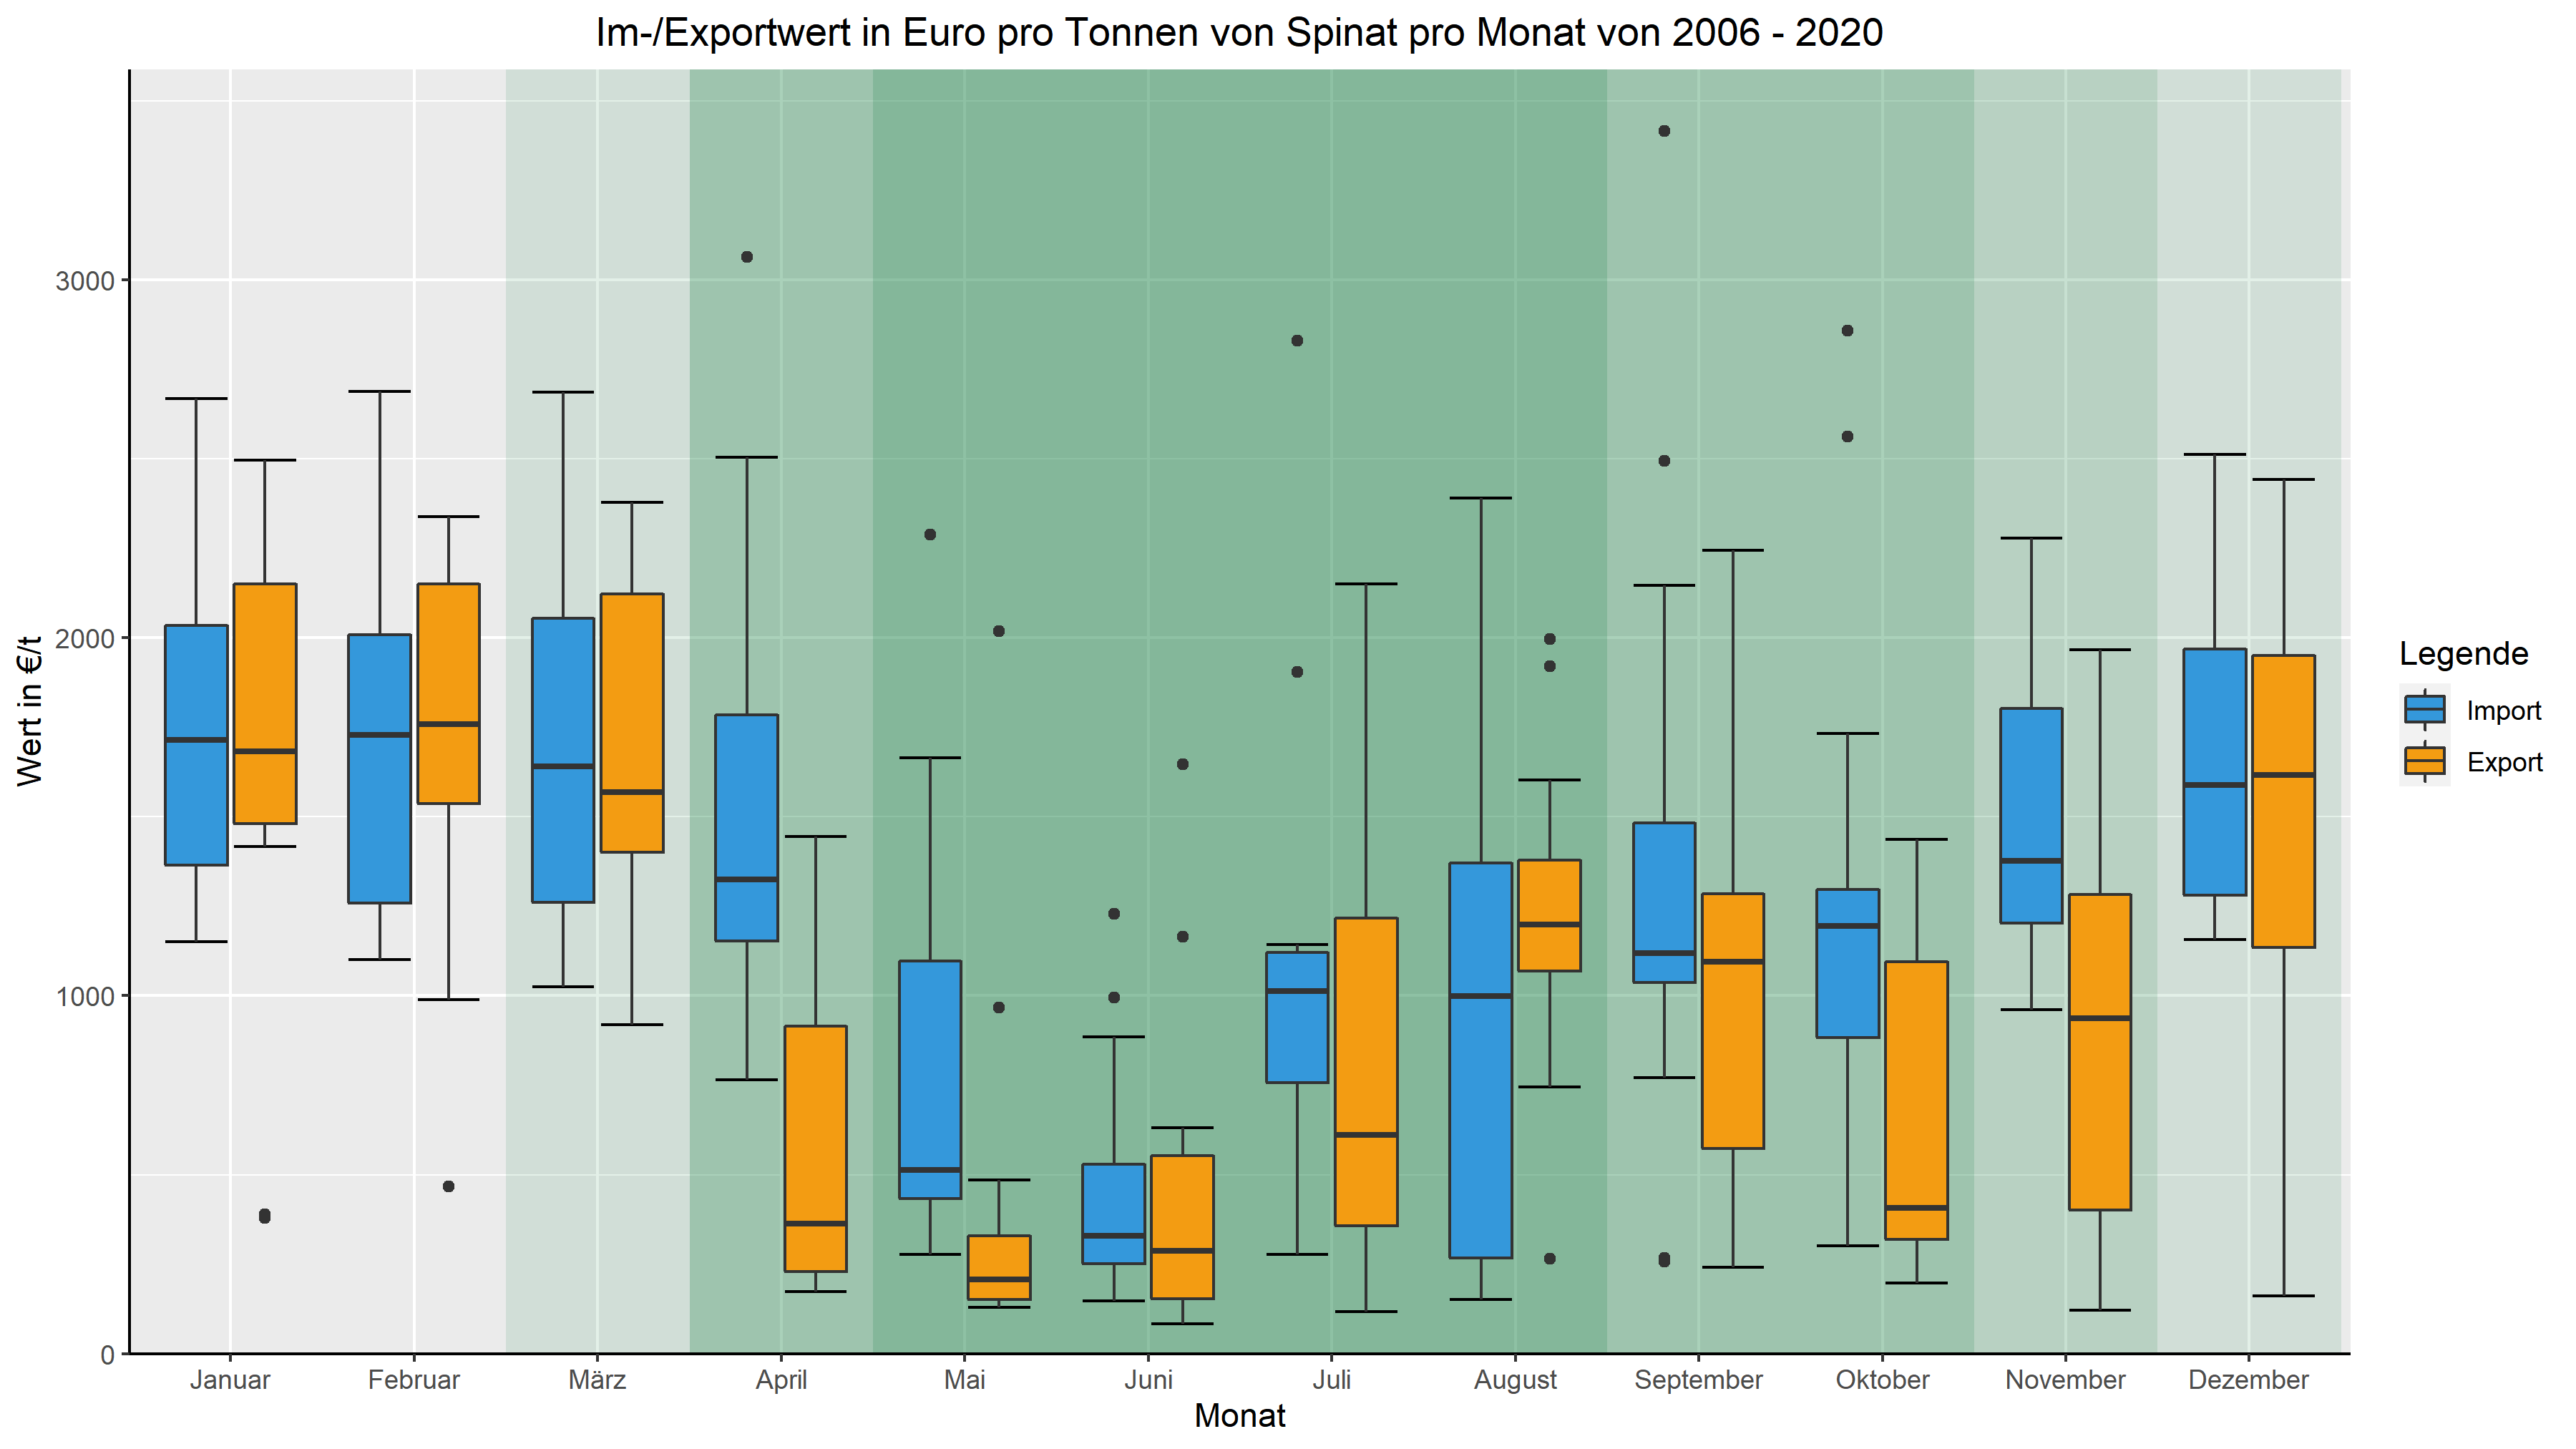 Im-/Exportwert in Euro pro Tonnen von Spinat pro Monat von 2006 - 2020
Wert in €/t
3000
2000
1000
0
Januar Februar März April Mai Juni Juli August September Oktober November Dezember
Monat
Legende
Import
Export